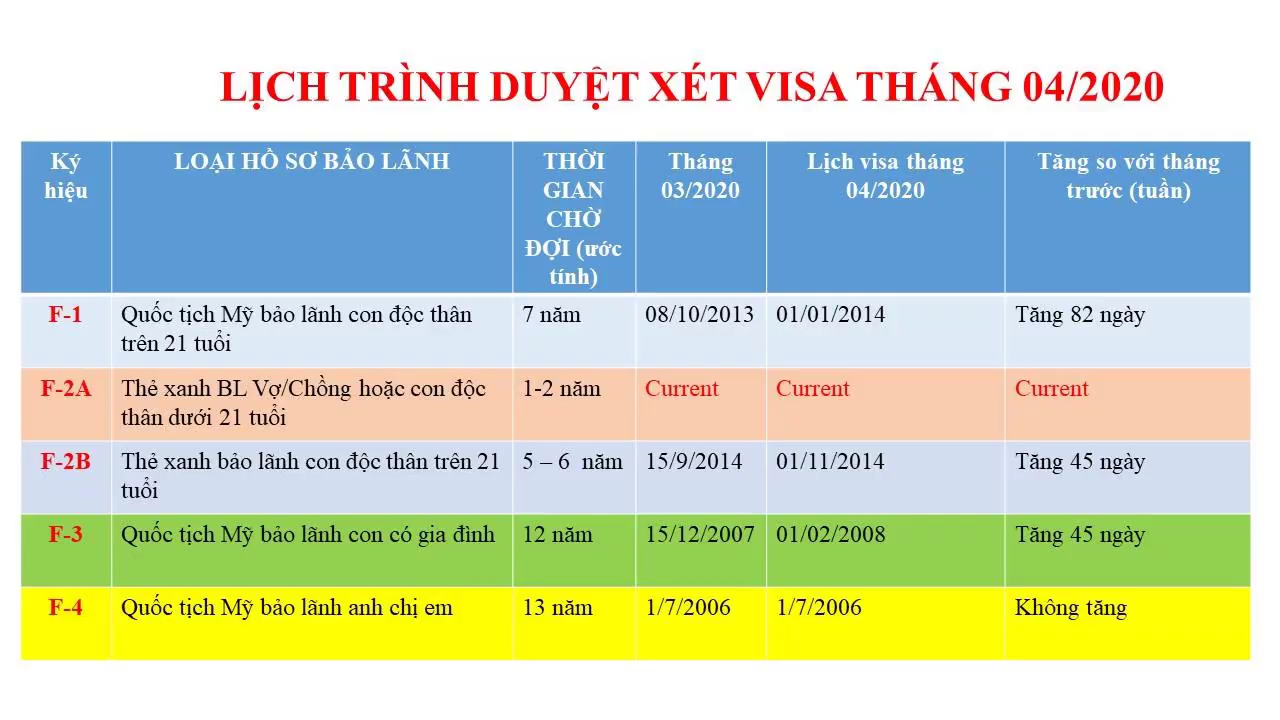 LỊCH TRÌNH DUYỆT XÉT VISA THÁNG 04/2020
Ký
hiệu
LOẠI HỒ SƠ BẢO LÃNH
THỜI
GIAN
CHỜ
ĐỢI (ước
tính)
Tháng
03/2020
Lịch visa tháng
04/2020
Tăng so với tháng
trước (tuần)
F-1
Quốc tịch Mỹ bảo lãnh con độc thân
trên 21 tuổi
7 năm
08/10/2013
01/01/2014
Tăng 82 ngày
F-2A
Thẻ xanh BL Vợ/Chồng hoặc con độc
thân dưới 21 tuổi
1-2 năm
Current
Current
Current
F-2B
Thẻ xanh bảo lãnh con độc thân trên 21
tuổi
5 – 6 năm
15/9/2014
01/11/2014
Tăng 45 ngày
F-3
Quốc tịch Mỹ bảo lãnh con có gia đình
12 năm
15/12/2007
01/02/2008
Tăng 45 ngày
F-4
Quốc tịch Mỹ bảo lãnh anh chị em
13 năm
1/7/2006
1/7/2006
Không tăng